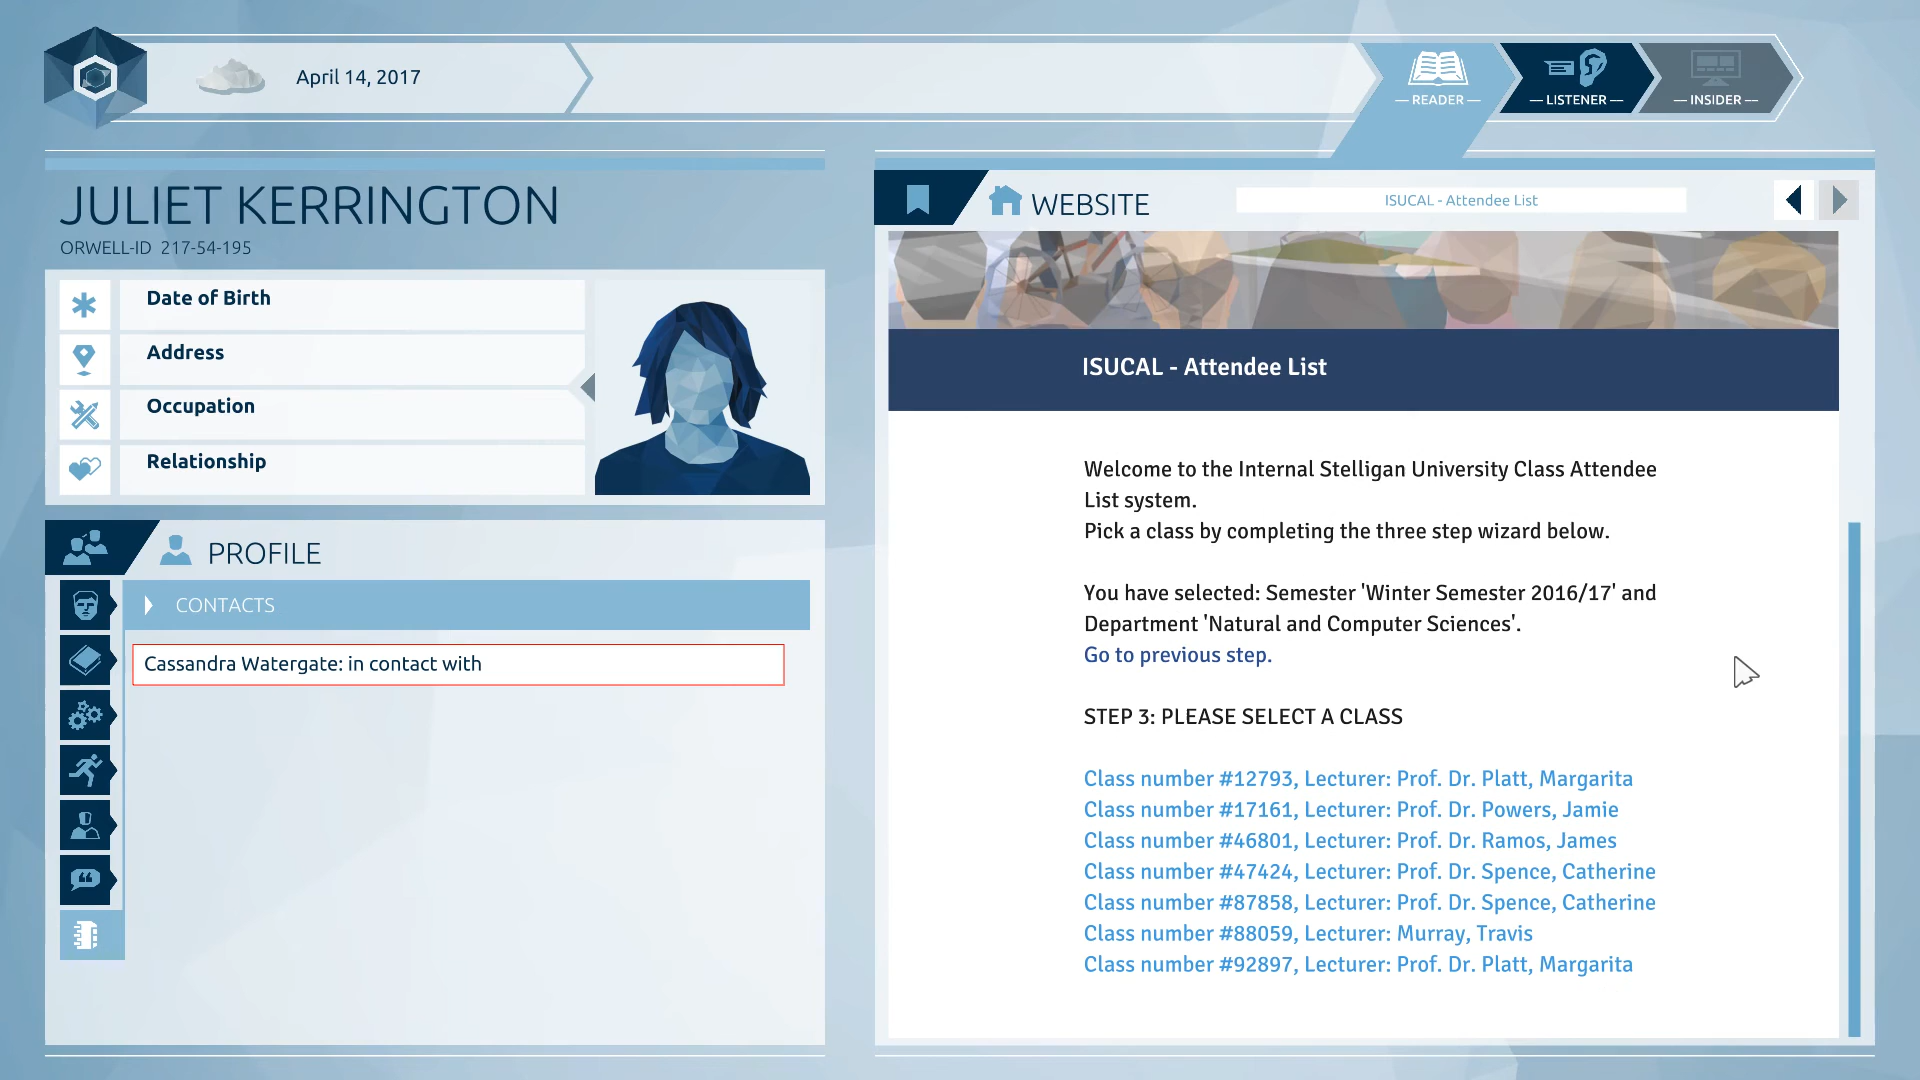 April 14, 2017
— READER —
— LISTENER —
— INSIDER —
JULIET KERRINGTON
ORWELL-ID 217-54-195
Date of Birth
Address
Occupation
Relationship
PROFILE
CONTACTS
Cassandra Watergate: in contact with
WEBSITE
ISUCAL - Attendee List
ISUCAL - Attendee List
Welcome to the Internal Stelligan University Class Attendee
List system.
Pick a class by completing the three step wizard below.
You have selected: Semester 'Winter Semester 2016/17' and
Department 'Natural and Computer Sciences'.
Go to previous step.
STEP 3: PLEASE SELECT A CLASS
Class number #12793, Lecturer: Prof. Dr. Platt, Margarita
Class number #17161, Lecturer: Prof. Dr. Powers, Jamie
Class number #46801, Lecturer: Prof. Dr. Ramos, James
Class number #47424, Lecturer: Prof. Dr. Spence, Catherine
Class number #87858, Lecturer: Prof. Dr. Spence, Catherine
Class number #88059, Lecturer: Murray, Travis
Class number #92897, Lecturer: Prof. Dr. Platt, Margarita